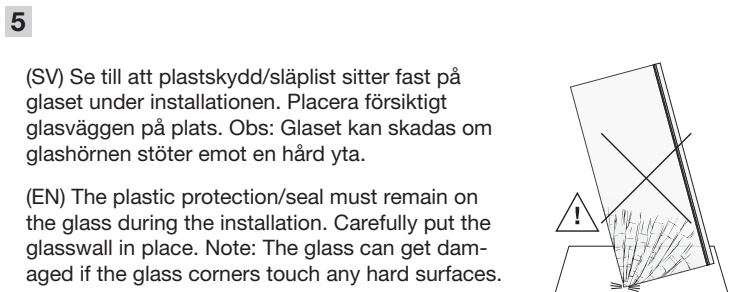 5
(SV) Se till att plastskydd/släplist sitter fast på
glaset under installationen. Placera försiktigt
glasväggen på plats. Obs: Glaset kan skadas om
glashörnen stöter emot en hård yta.
(EN) The plastic protection/seal must remain on
the glass during the installation. Carefully put the
glasswall in place. Note: The glass can get dam-
aged if the glass corners touch any hard surfaces.
!